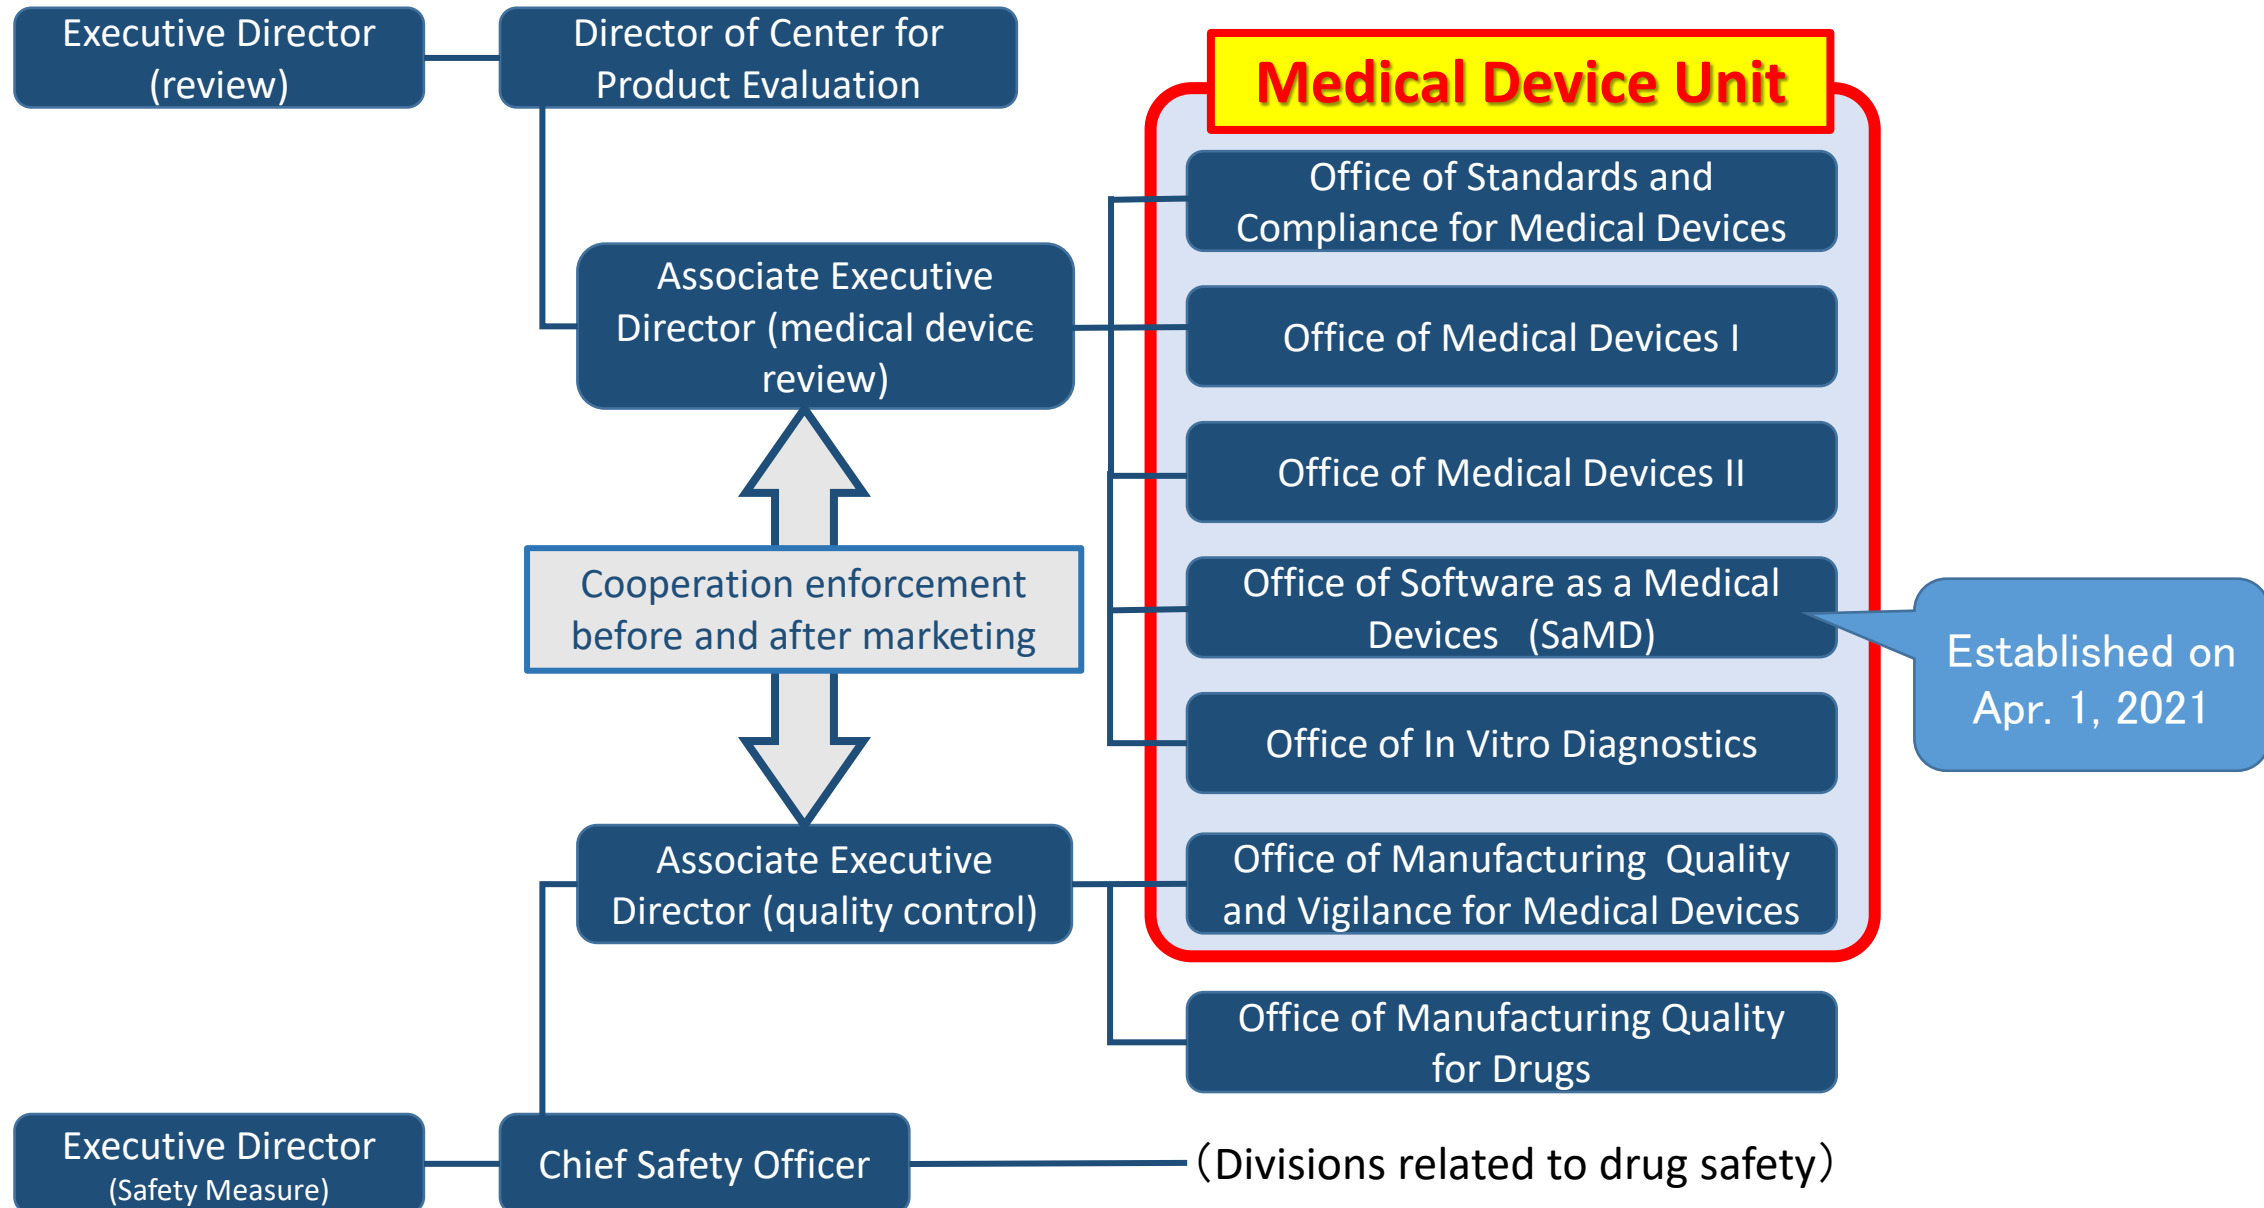 Executive Director
(review)
Director of Center for
Product Evaluation
Medical Device Unit
Office of Standards and
Compliance for Medical Devices
Associate Executive
Director (medical device
review)
Office of Medical Devices I
Office of Medical Devices II
Cooperation enforcement
before and after marketing
Office of Software as a Medical
Devices (SaMD)
Established on
Apr. 1, 2021
Office of In Vitro Diagnostics
Associate Executive
Director (quality control)
Office of Manufacturing Quality
and Vigilance for Medical Devices
Office of Manufacturing Quality
for Drugs
Executive Director
(Safety Measure)
Chief Safety Officer
（Divisions related to drug safety）